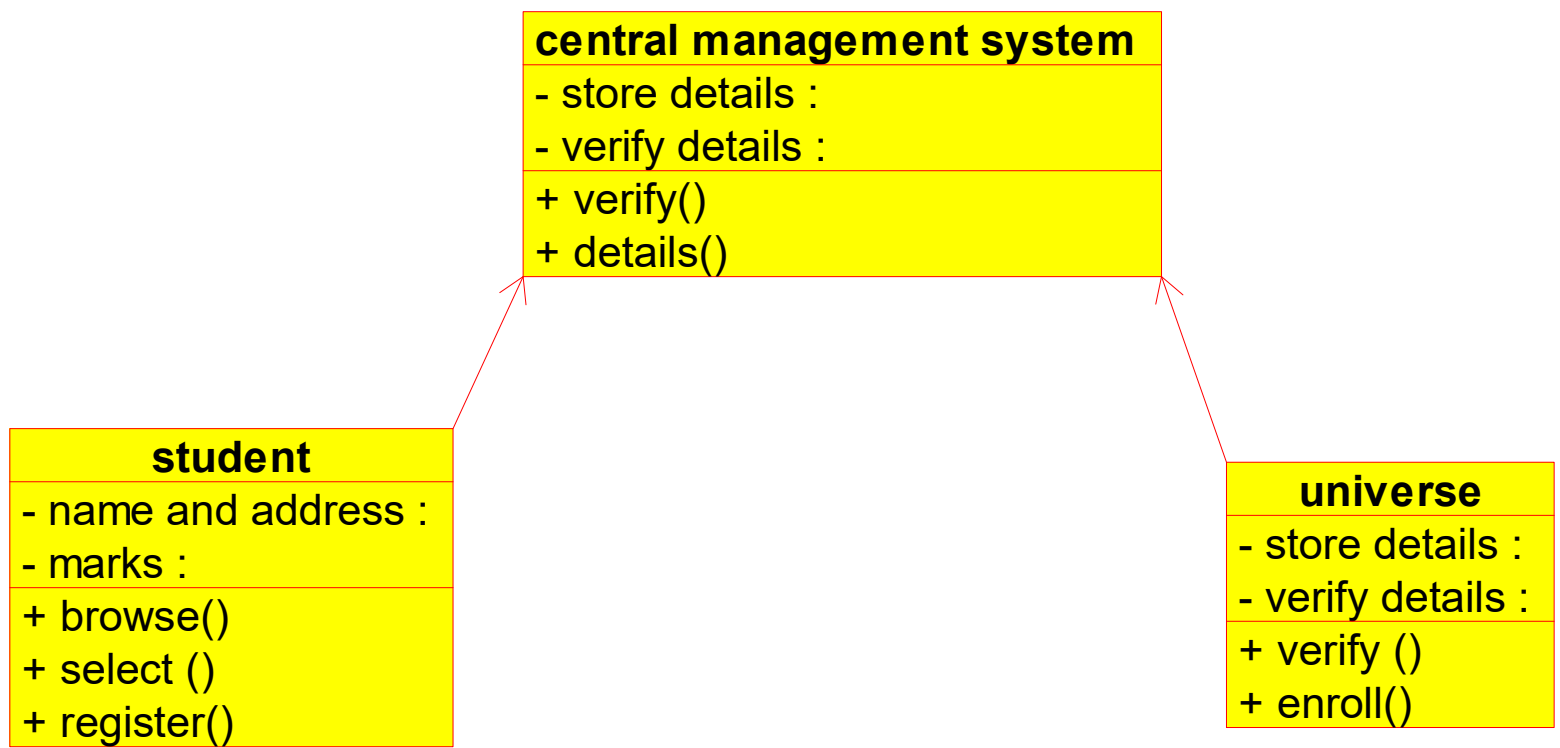 central management system
- store details :
- verify details :
+ verify()
+ details()
student
- name and address :
- marks :
+ browse()
+ select ()
+ register()
universe
- store details :
- verify details :
+ verify ()
+ enroll()